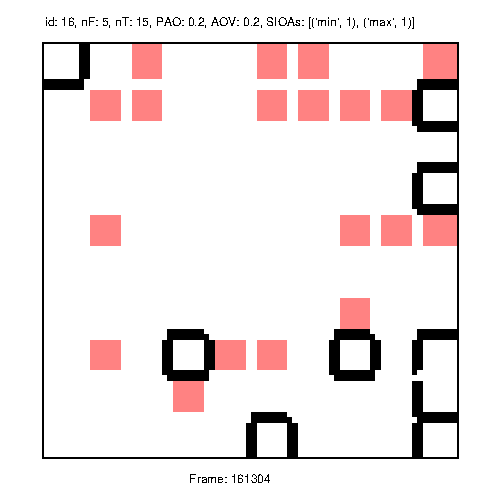 id: 16, nF: 5, nT: 15, PAO: 0.2, AOV: 0.2, SIOAs: [('min', 1), ('max', 1)]
Frame: 161304